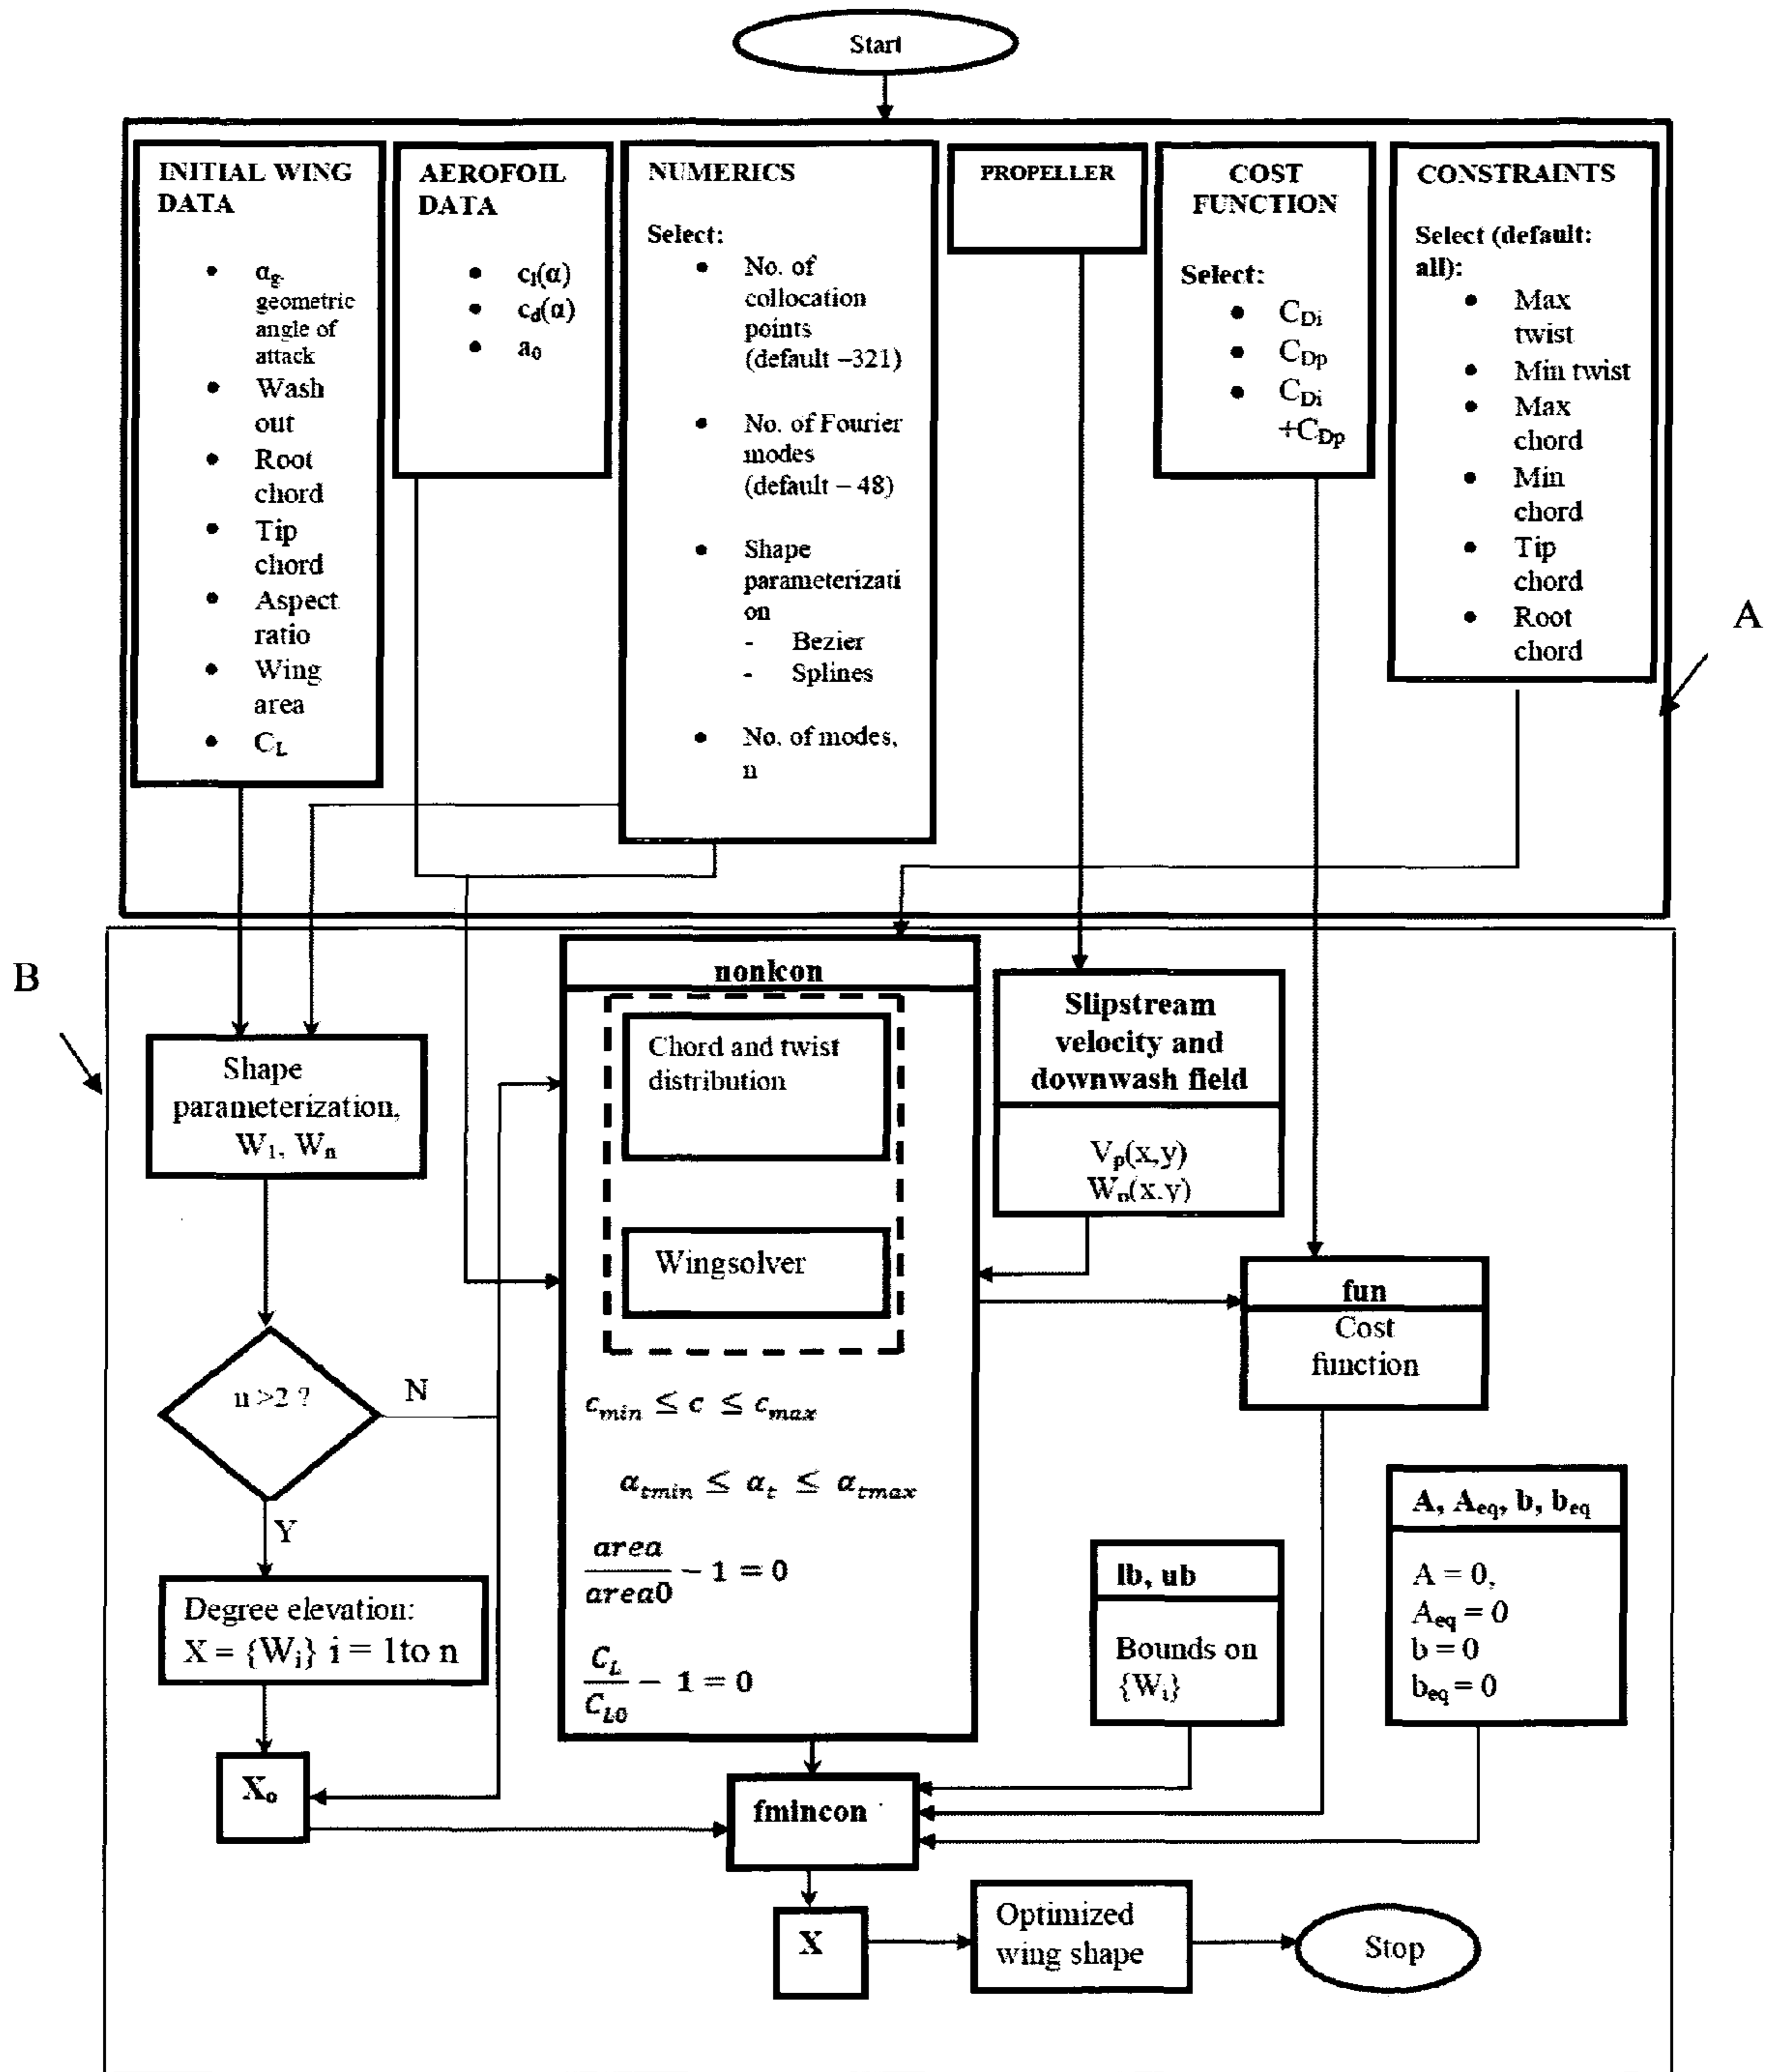 Start
INITIAL WING
DATA
• αg-
geometric
angle of
attack
• Wash
out
• Root
chord
• Tip
chord
• Aspect
ratio
• Wing
area
• CL
AEROFOIL
DATA
• cl(α)
• cd(α)
• a0
NUMERICS
Select:
• No. of
collocation
points
(default –321)
• No. of Fourier
modes
(default – 48)
• Shape
parameterizati
on
- Bezier
- Splines
• No. of modes,
n
PROPELLER
COST
FUNCTION
Select:
• CDi
• CDp
• CDi
+CDp
CONSTRAINTS
Select (default:
all):
• Max
twist
• Min twist
• Max
chord
• Min
chord
• Tip
chord
• Root
chord
A
B
Shape
parameterization,
W1, Wn
n >2 ?
N
Y
Degree elevation:
X = {Wi} i = 1to n
Xo
nonlcon
Chord and twist
distribution
Wingsolver
cmin ≤ c ≤ cmax
αtmin ≤ αt ≤ αtmax
area
area0
− 1 = 0
CL
CL0
− 1 = 0
Slipstream
velocity and
downwash field
Vp(x,y)
Wp(x,y)
fun
Cost
function
lb, ub
Bounds on
{Wi}
A, Aeq, b, beq
A = 0,
Aeq = 0
b = 0
beq = 0
fmincon
X
Optimized
wing shape
Stop